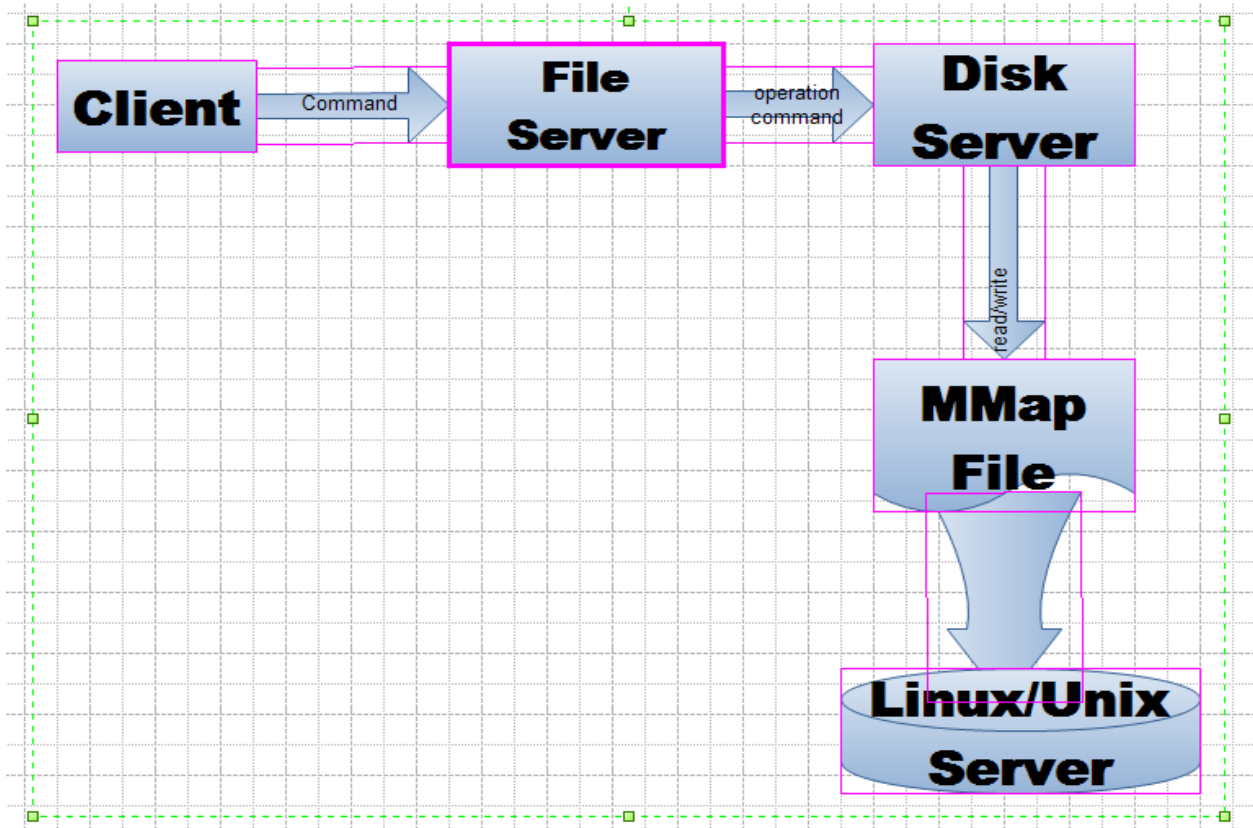 Client
Command
File
Server
operation
command
Disk
Server
read/write
MMap
File
Linux/Unix
Server